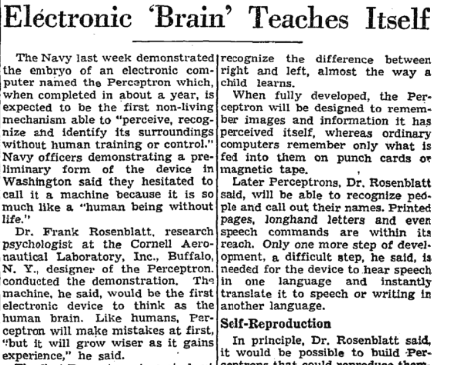 Electronic 'Brain' Teaches Itself
The Navy last week demonstrated
the embryo of an electronic com-
puter named the Perceptron which,
when completed in about a year, is
expected to be the first non-living
mechanism able to "perceive, recog-
nize and identify its surroundings
without human training or control."
Navy officers demonstrating a pre-
liminary form of the device in
Washington said they hesitated to
call it a machine because it is so
much like a "human being without
life."
Dr. Frank Rosenblatt, research
psychologist at the Cornell Aero-
nautical Laboratory, Inc., Buffalo,
N. Y., designer of the Perceptron.
conducted the demonstration. The
machine, he said, would be the first
electronic device to think as the
human brain. Like humans, Per-
ceptron will make mistakes at first,
"but it will grow wiser as it gains
experience," he said.
recognize the difference between
right and left, almost the way a
child learns.
When fully developed, the Per-
ceptron will be designed to remem-
ber images and information it has
perceived itself, whereas ordinary
computers remember only what is
fed into them on punch cards or
magnetic tape.
Later Perceptrons, Dr. Rosenblatt
said, will be able to recognize peo-
ple and call out their names. Printed
pages, longhand letters and even
speech commands are within its
reach. Only one more step of devel-
opment, a difficult step, he said, is
needed for the device to hear speech
in one language and instantly
translate it to speech or writing in
another language.
Self-Reproduction
In principle, Dr. Rosenblatt said,
it would be possible to build Per-